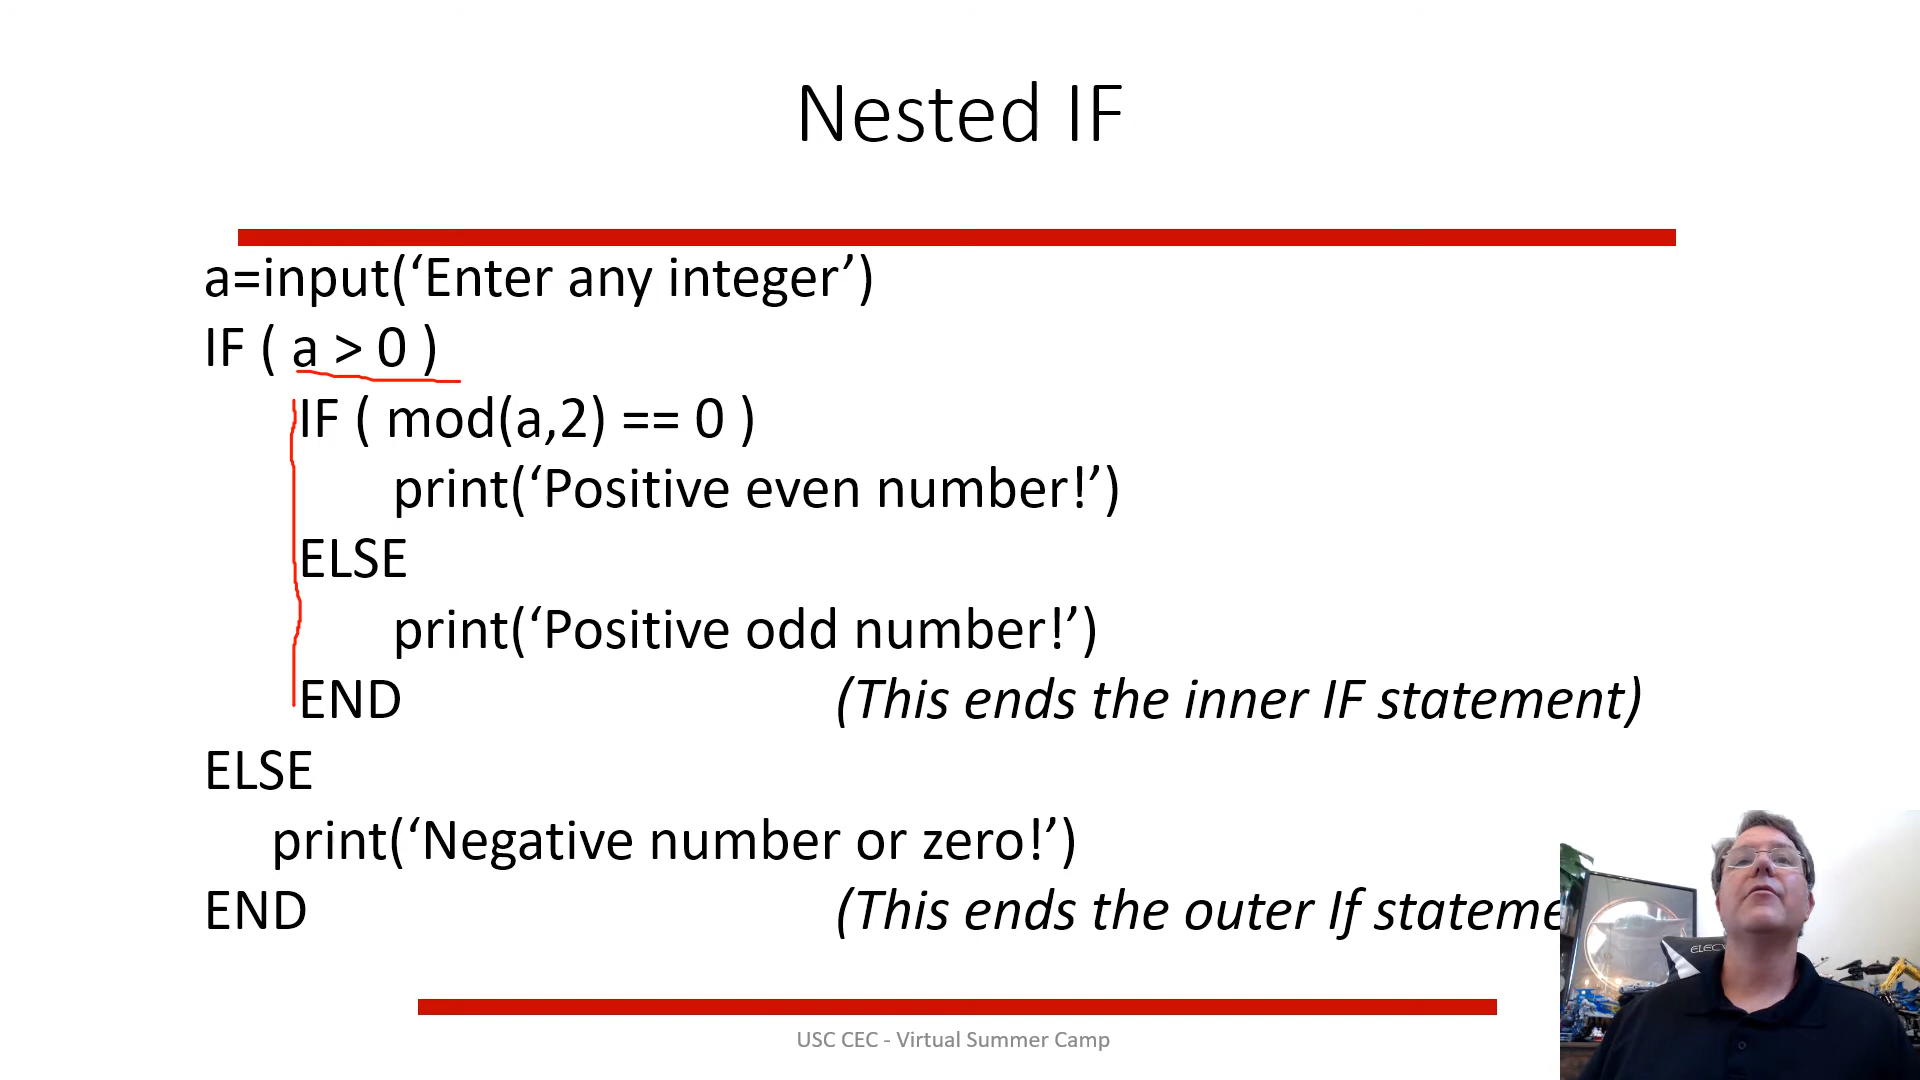 Nested IF
a=input(‘Enter any integer’)
IF ( a > 0 )
IF ( mod(a,2) == 0 )
print(‘Positive even number!’)
ELSE
print(‘Positive odd number!’)
END (This ends the inner IF statement)
ELSE
print(‘Negative number or zero!’)
END (This ends the outer If stateme
USC CEC - Virtual Summer Camp